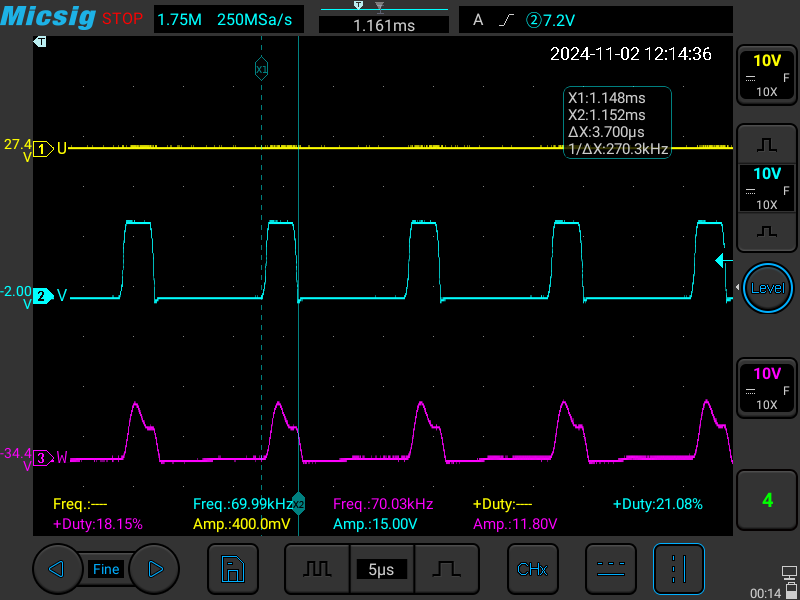 Micsig STOP 1.75M 250MSa/s T 1.161ms A ②7.2V
T
2024-11-02 12:14:36
X1
X1:1.148ms
X2:1.152ms
ΔX:3.700μs
1/ΔX:270.3kHz
10V
F
10X
27.4
V
1 U
10V
F
10X
-2.00
V
2 V
Level
10V
F
10X
-34.4
V
3 W
Freq.:---- Freq.:69.99kHz X2 Freq.:70.03kHz +Duty:---- +Duty:21.08%
+Duty:18.15% Amp.:400.0mV Amp.:15.00V Amp.:11.80V
4
Fine 5μs CHx
00:14